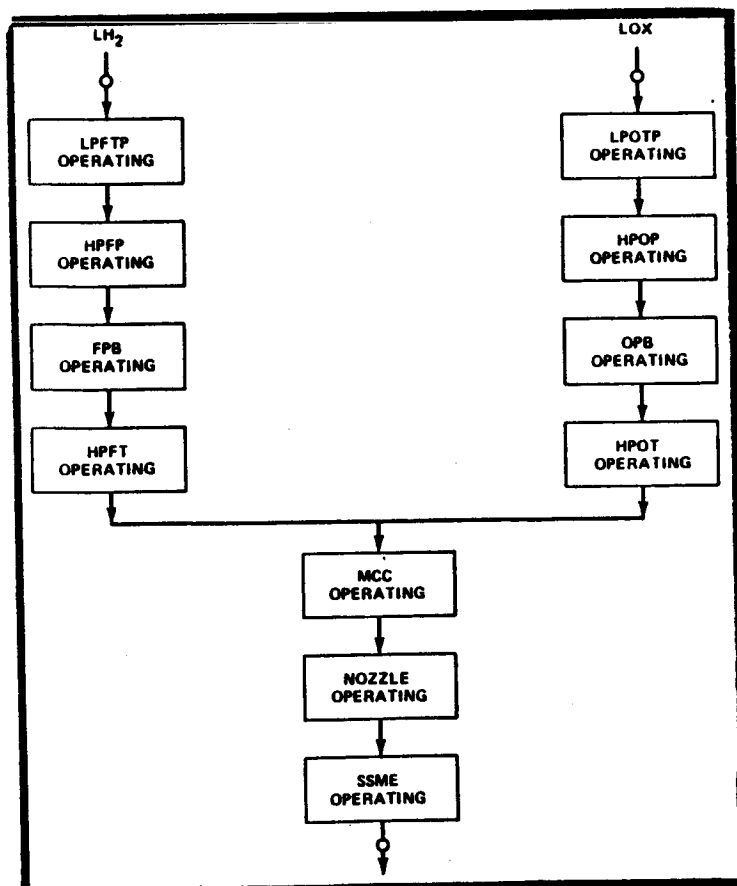 LH₂
LOX
LPFTP
OPERATING
LPOTP
OPERATING
HPFP
OPERATING
HPOP
OPERATING
FPB
OPERATING
OPB
OPERATING
HPFT
OPERATING
HPOT
OPERATING
MCC
OPERATING
NOZZLE
OPERATING
SSME
OPERATING